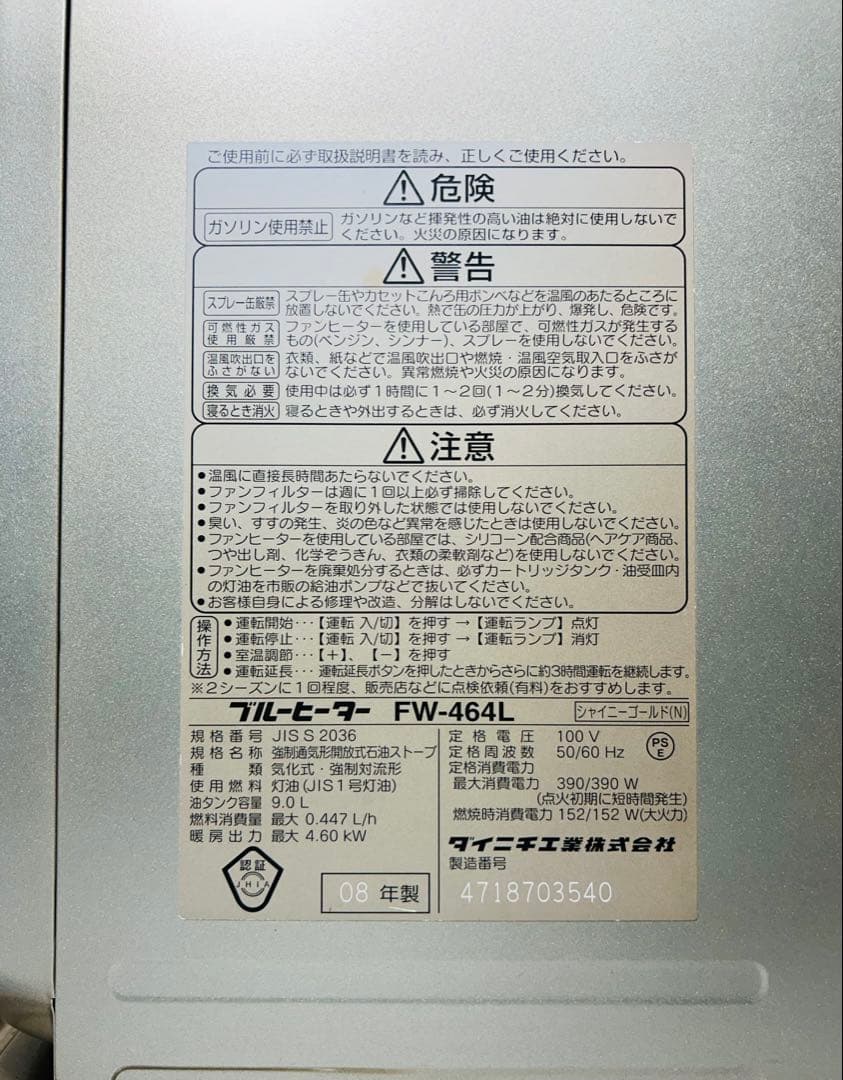 ご使用前に必ず取扱説明書を読み、正しくご使用ください。
危険
ガソリン使用禁止 ガソリンなど揮発性の高い油は絶対に使用しないで
ください。火災の原因になります。
警告
スプレー缶厳禁 スプレー缶やカセットこんろ用ボンベなどを温風のあたるところに
放置しないでください。熱で缶の圧力が上がり、爆発し、危険です。
可燃性ガス ファンヒーターを使用している部屋で、可燃性ガスが発生する
使用厳禁 もの(ベンジン、シンナー)、スプレーを使用しないでください。
温風吹出口を 衣類、紙などで温風吹出口や燃焼・温風空気取入口をふさが
ふさがない ないでください。異常燃焼や火災の原因になります。
換気必要 使用中は必ず1時間に1〜2回(1〜2分)換気してください。
寝るとき消火 寝るときや外出するときは、必ず消火してください。
注意
●温風に直接長時間あたらないでください。
●ファンフィルターは週に1回以上必ず掃除してください。
●ファンフィルターを取り外した状態では使用しないでください。
●臭い、すすの発生、炎の色など異常を感じたときは使用しないでください。
●ファンヒーターを使用している部屋では、シリコーン配合商品(ヘアケア商品、
つや出し剤、化学ぞうきん、衣類の柔軟剤など)を使用しないでください。
●ファンヒーターを廃棄処分するときは、必ずカートリッジタンク・油受皿内
の灯油を市販の給油ポンプなどで抜いてください。
●お客様自身による修理や改造、分解はしないでください。
操作方法
●運転開始・・・【運転 入/切】を押す→【運転ランプ】点灯
●運転停止・・・【運転 入/切】を押す→【運転ランプ】消灯
●室温調節・・・【+】、【−】を押す
●運転延長・・・運転延長ボタンを押したときからさらに約3時間運転を継続します。
※2シーズンに1回程度、販売店などに点検依頼(有料)をおすすめします。
ブルーヒーター FW-464L シャイニーゴールド(N)
規格番号 JIS S 2036
規格名称 強制通気形開放式石油ストーブ
種類 気化式・強制対流形
使用燃料 灯油(JIS1号灯油)
油タンク容量 9.0 L
燃料消費量 最大 0.447 L/h
暖房出力 最大 4.60 kW
認証
JHIA
08 年製
定格電圧 100 V
定格周波数 50/60 Hz
PS
E
定格消費電力
最大消費電力 390/390 W
(点火初期に短時間発生)
燃焼時消費電力 152/152 W(大火力)
ダイニチ工業株式会社
製造番号
4718703540